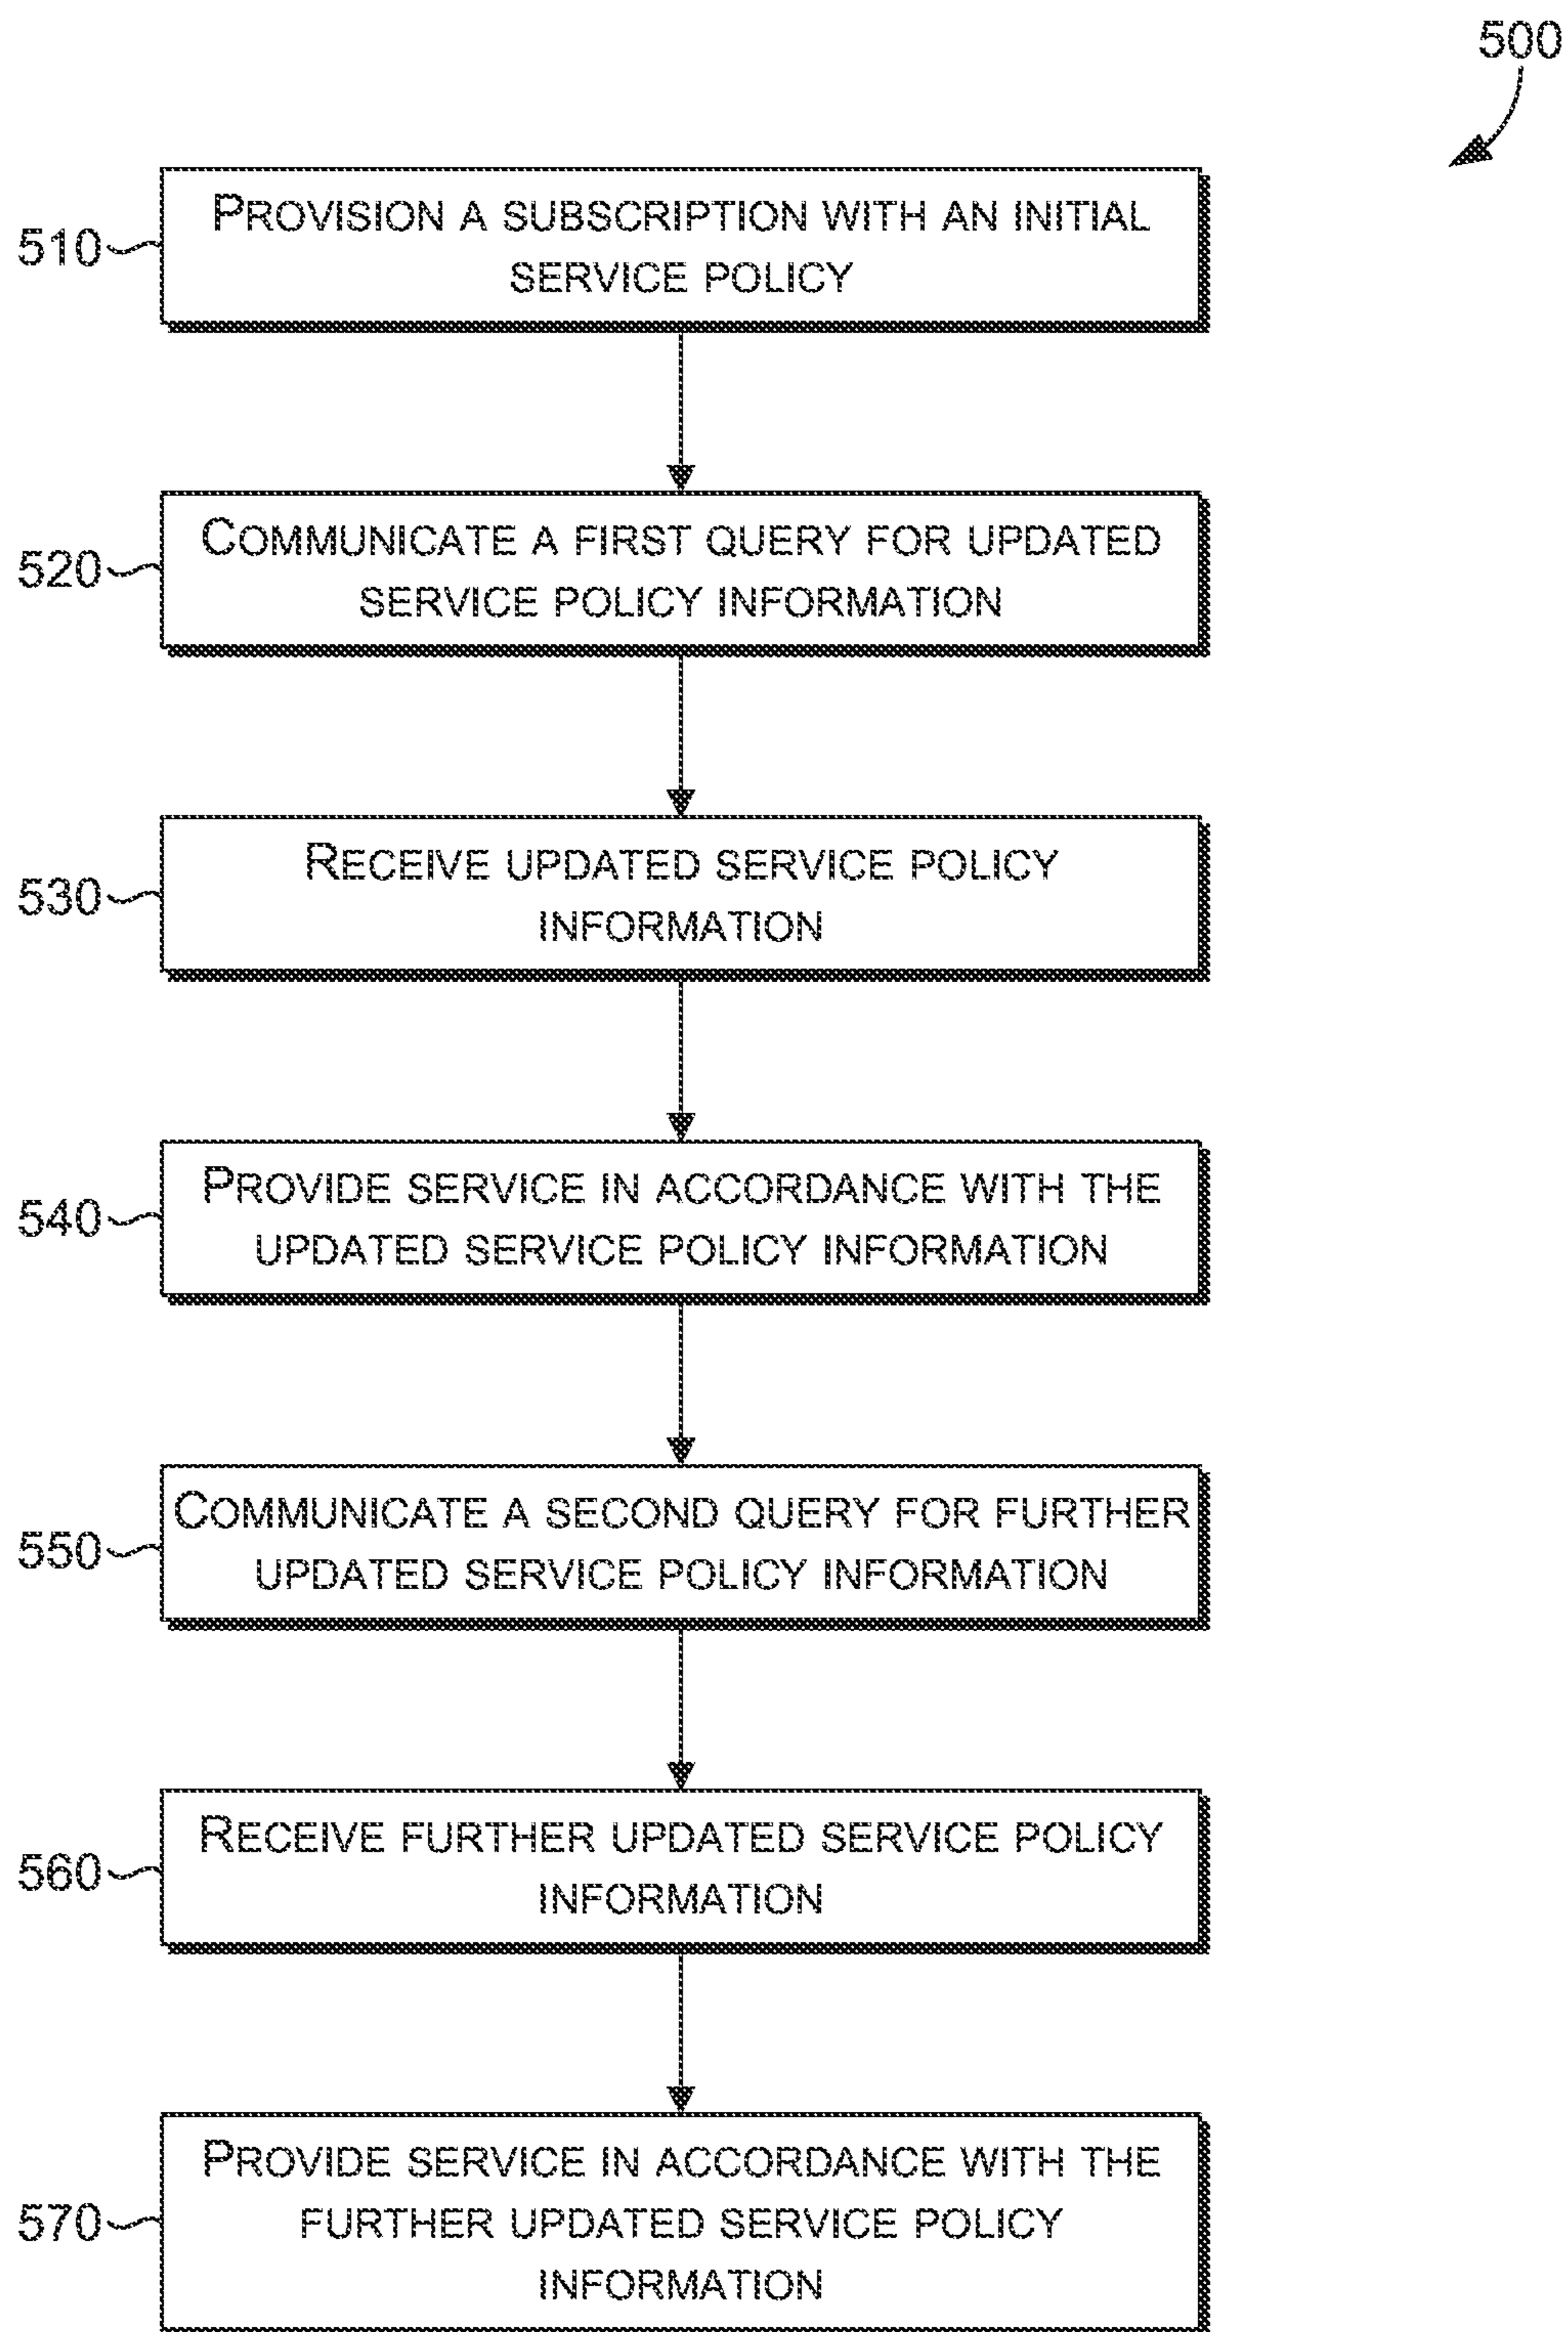 500
510
PROVISION A SUBSCRIPTION WITH AN INITIAL
SERVICE POLICY
520
COMMUNICATE A FIRST QUERY FOR UPDATED
SERVICE POLICY INFORMATION
530
RECEIVE UPDATED SERVICE POLICY
INFORMATION
540
PROVIDE SERVICE IN ACCORDANCE WITH THE
UPDATED SERVICE POLICY INFORMATION
550
COMMUNICATE A SECOND QUERY FOR FURTHER
UPDATED SERVICE POLICY INFORMATION
560
RECEIVE FURTHER UPDATED SERVICE POLICY
INFORMATION
570
PROVIDE SERVICE IN ACCORDANCE WITH THE
FURTHER UPDATED SERVICE POLICY
INFORMATION